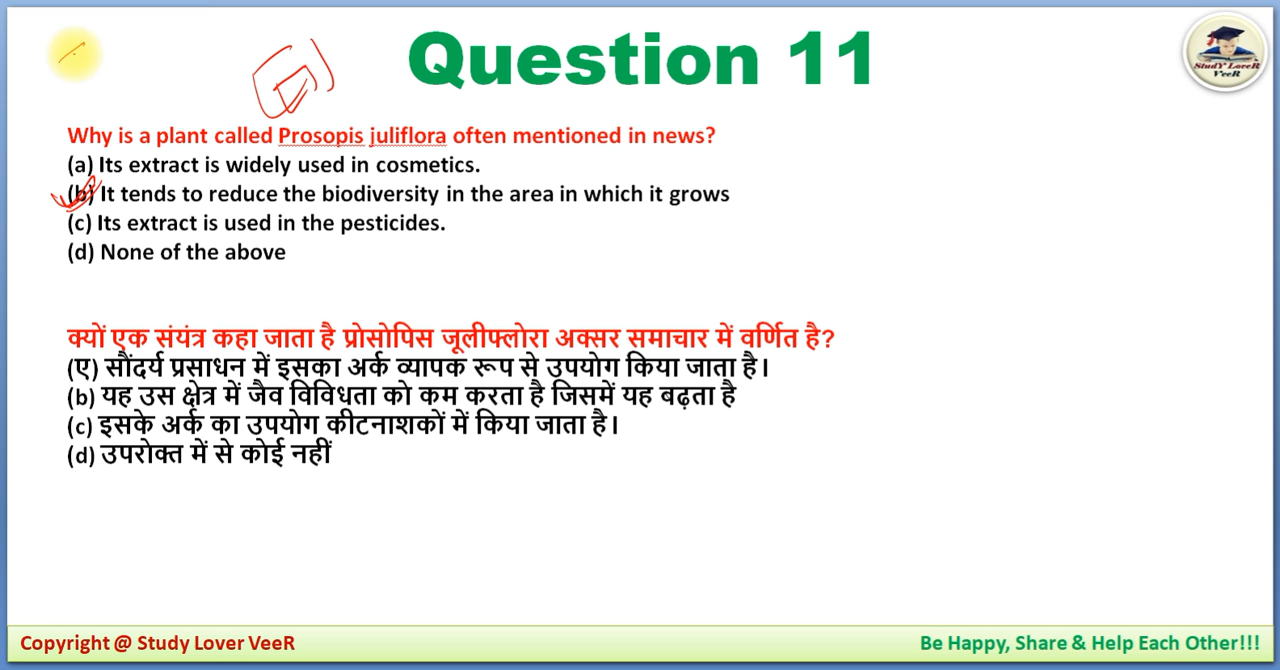 Question 11
StudY LoveR
VeeR
Why is a plant called Prosopis juliflora often mentioned in news?
(a) Its extract is widely used in cosmetics.
(b) It tends to reduce the biodiversity in the area in which it grows
(c) Its extract is used in the pesticides.
(d) None of the above
क्यों एक संयंत्र कहा जाता है प्रोसोपिस जूलीफ्लोरा अक्सर समाचार में वर्णित है?
(ए) सौंदर्य प्रसाधन में इसका अर्क व्यापक रूप से उपयोग किया जाता है।
(b) यह उस क्षेत्र में जैव विविधता को कम करता है जिसमें यह बढ़ता है
(c) इसके अर्क का उपयोग कीटनाशकों में किया जाता है।
(d) उपरोक्त में से कोई नहीं
Copyright @ Study Lover VeeR
Be Happy, Share & Help Each Other!!!